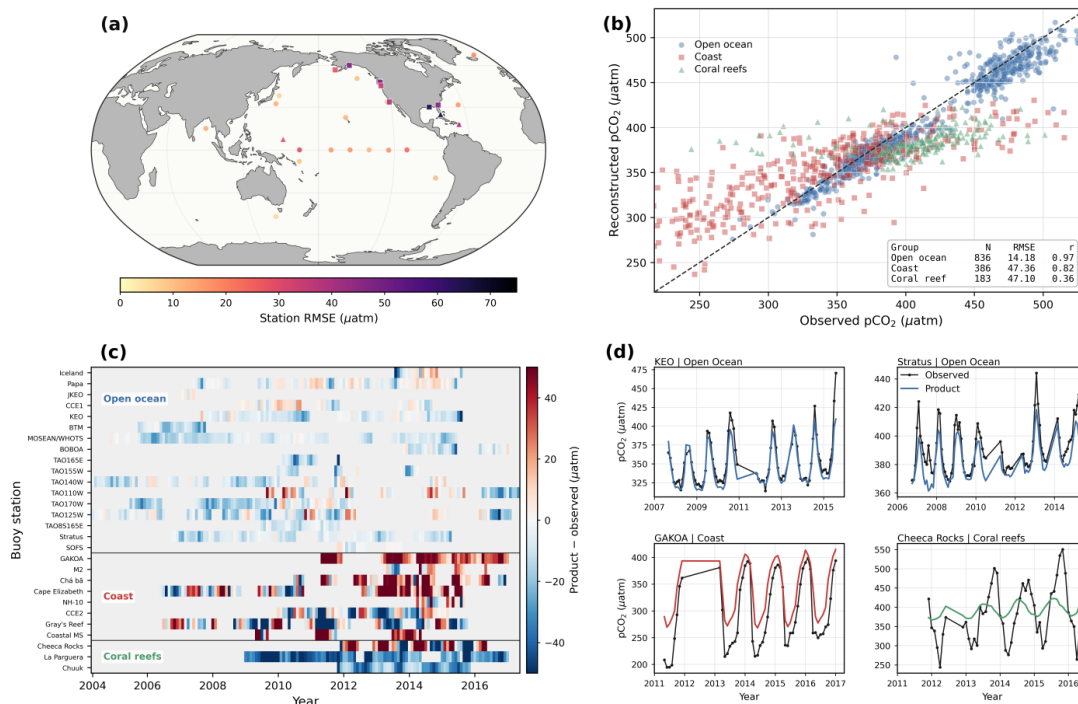 (a)
0 10 20 30 40 50 60 70
Station RMSE (μatm)
(b)
Reconstructed pCO2 (μatm)
500
450
400
350
300
250
Open ocean
Coast
Coral reefs
Group N RMSE r
Open ocean 836 14.18 0.97
Coast 386 47.36 0.82
Coral reef 183 47.10 0.36
250 300 350 400 450 500
Observed pCO2 (μatm)
(c)
Buoy station
Iceland
Papa
JKEO
CCE1
KEO
BTM
MOSEAN/WHOTS
BOBOA
TAO165E
TAO155W
TAO140W
TAO110W
TAO170W
TAO125W
TAO8S165E
Stratus
SOFS
GAKOA
M2
Chá bă
Cape Elizabeth
NH-10
CCE2
Gray's Reef
Coastal MS
Cheeca Rocks
La Parguera
Chuuk
Open ocean
Coast
Coral reefs
2004 2006 2008 2010 2012 2014 2016
Year
40
20
0
−20
−40
Product − observed (μatm)
(d)
KEO | Open Ocean
pCO2 (μatm)
475
450
425
400
375
350
325
2007 2009 2011 2013 2015
Stratus | Open Ocean
Observed
Product
440
420
400
380
360
2006 2008 2010 2012 2014
GAKOA | Coast
pCO2 (μatm)
400
350
300
250
200
2011 2012 2013 2014 2015 2016 2017
Year
Cheeca Rocks | Coral reefs
550
500
450
400
350
300
250
2011 2012 2013 2014 2015 2016
Year